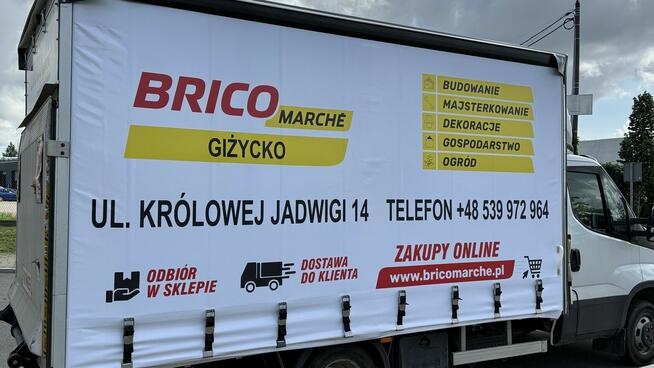 BRICO
MARCHÉ
GIŻYCKO
BUDOWANIE
MAJSTERKOWANIE
DEKORACJE
GOSPODARSTWO
OGRÓD
UL. KRÓLOWEJ JADWIGI 14 TELEFON +48 539 972 964
ODBIÓR
W SKLEPIE
DOSTAWA
DO KLIENTA
ZAKUPY ONLINE
www.bricomarche.pl